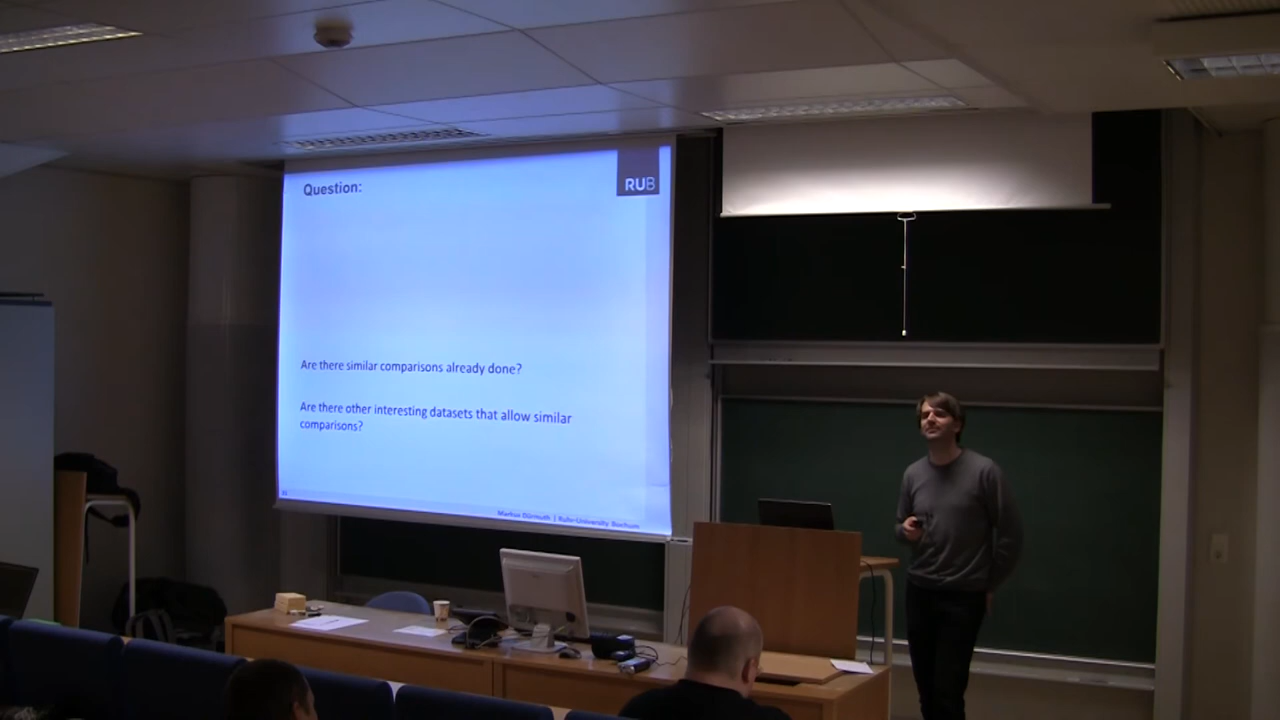 Question:
RUB
Are there similar comparisons already done?
Are there other interesting datasets that allow similar
comparisons?
Markus Dürmuth | Ruhr-University Bochum